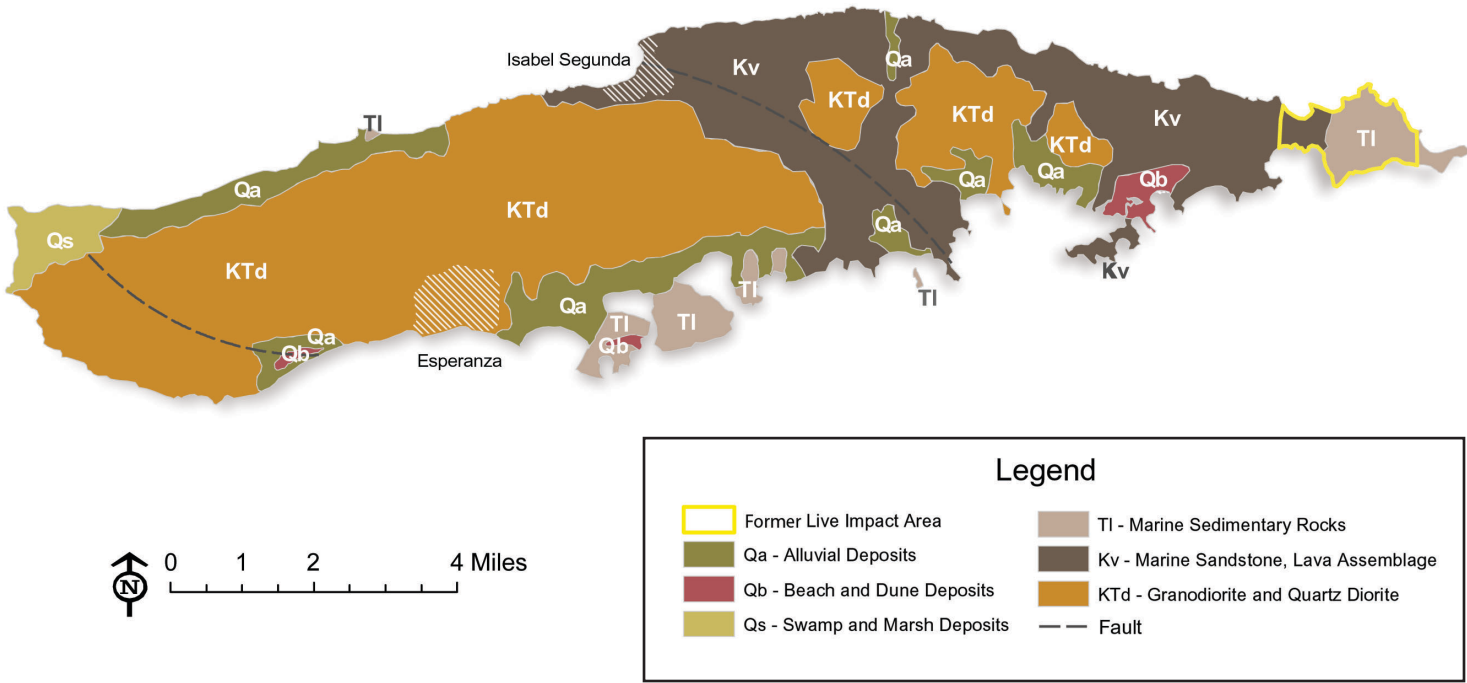 Isabel Segunda
Qa
Kv
KTd
KTd
Kv
Tl
Tl
KTd
Qa
Qa
Qb
Qa
KTd
Qa
Qs
KTd
Kv
Tl
Tl
Qa
Tl
Tl
Qa
Qb
Qb
Esperanza
Legend
Former Live Impact Area
Qa - Alluvial Deposits
Qb - Beach and Dune Deposits
Qs - Swamp and Marsh Deposits
Tl - Marine Sedimentary Rocks
Kv - Marine Sandstone, Lava Assemblage
KTd - Granodiorite and Quartz Diorite
Fault
N
0 1 2 4 Miles